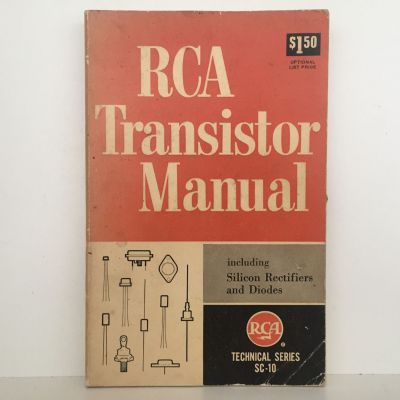 $1.50
OPTIONAL
LIST PRICE
RCA
Transistor
Manual
including
Silicon Rectifiers
and Diodes
RCA
®
TECHNICAL SERIES
SC-10